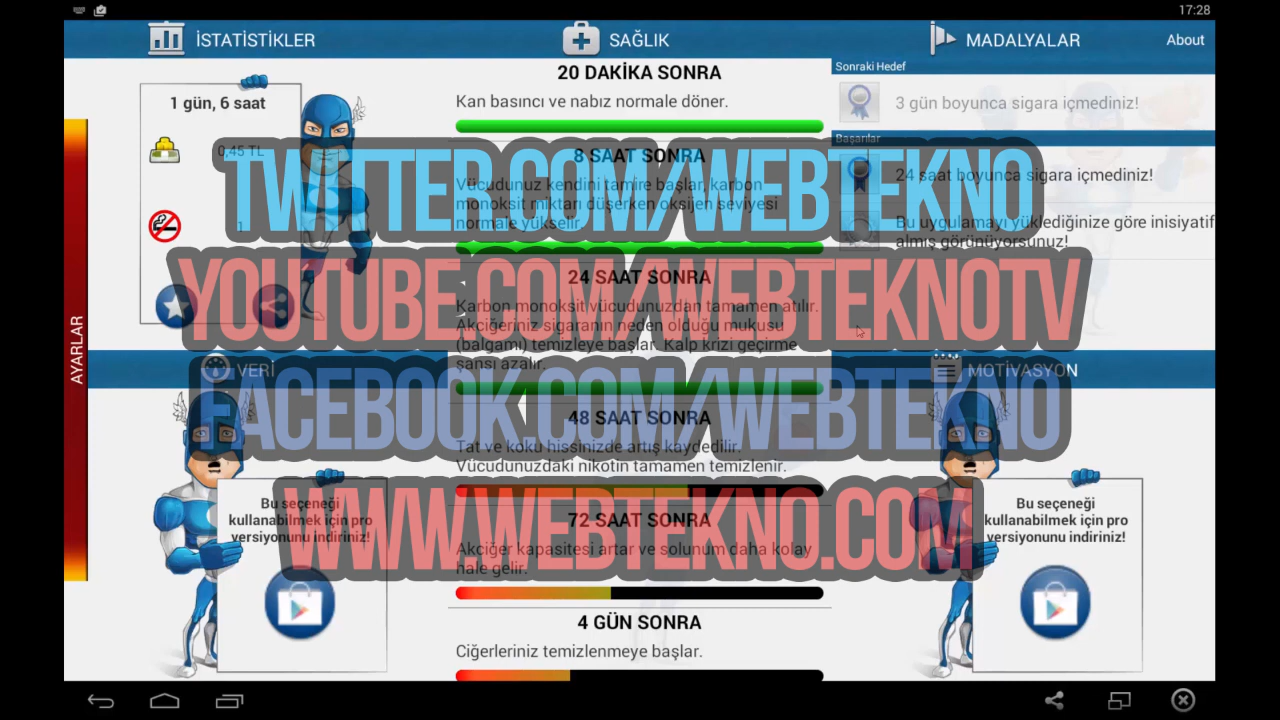 17:28
İSTATİSTİKLER
SAĞLIK
MADALYALAR
About
1 gün, 6 saat
0,45 TL
1
AYARLAR
20 DAKİKA SONRA
Kan basıncı ve nabız normale döner.
8 SAAT SONRA
Vücudunuz kendini tamire başlar, karbon
monoksit miktarı düşerken oksijen seviyesi
normale yükselir.
24 SAAT SONRA
Karbon monoksit vücudunuzdan tamamen atılır.
Akciğeriniz sigaranın neden olduğu mukusu
(balgamı) temizleye başlar. Kalp krizi geçirme
şansı azalır.
48 SAAT SONRA
Tat ve koku hissinizde artış kaydedilir.
Vücudunuzdaki nikotin tamamen temizlenir.
72 SAAT SONRA
Akciğer kapasitesi artar ve solunum daha kolay
hale gelir.
4 GÜN SONRA
Ciğerleriniz temizlenmeye başlar.
Sonraki Hedef
3 gün boyunca sigara içmediniz!
Başarılar
24 saat boyunca sigara içmediniz!
Bu uygulamayı yüklediğinize göre inisiyatif
almış görünüyorsunuz!
VERİ
Bu seçeneği
kullanabilmek için pro
versiyonunu indiriniz!
MOTİVASYON
Bu seçeneği
kullanabilmek için pro
versiyonunu indiriniz!
TWITTER.COM/WEBTEKNO
YOUTUBE.COM/WEBTEKNOTV
FACEBOOK.COM/WEBTEKNO
WWW.WEBTEKNO.COM